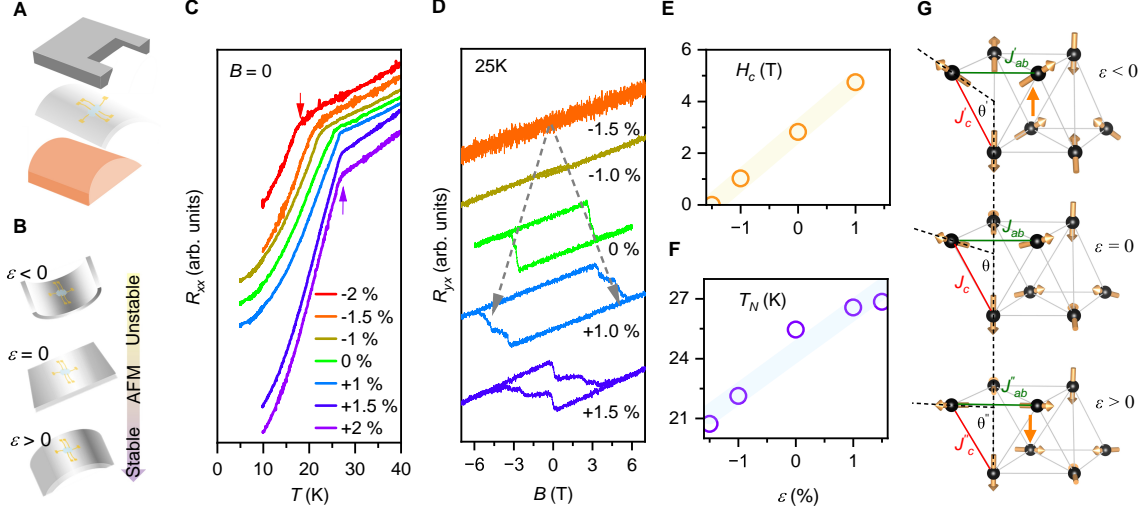 A
B
ε < 0
ε = 0
ε > 0
Unstable
AFM
Stable
C
B = 0
R_xx (arb. units)
-2 %
-1.5 %
-1 %
0 %
+1 %
+1.5 %
+2 %
10 20 30 40
T (K)
D
25K
R_yx (arb. units)
-1.5 %
-1.0 %
0 %
+1.0 %
+1.5 %
−6 −3 0 3 6
B (T)
E
H_c (T)
6
4
2
0
−1 0 1
F
T_N (K)
27
24
21
−1 0 1
ε (%)
G
J'_ab
ε < 0
θ'
J'_c
J_ab
ε = 0
θ
J_c
J''_ab
ε > 0
θ''
J''_c